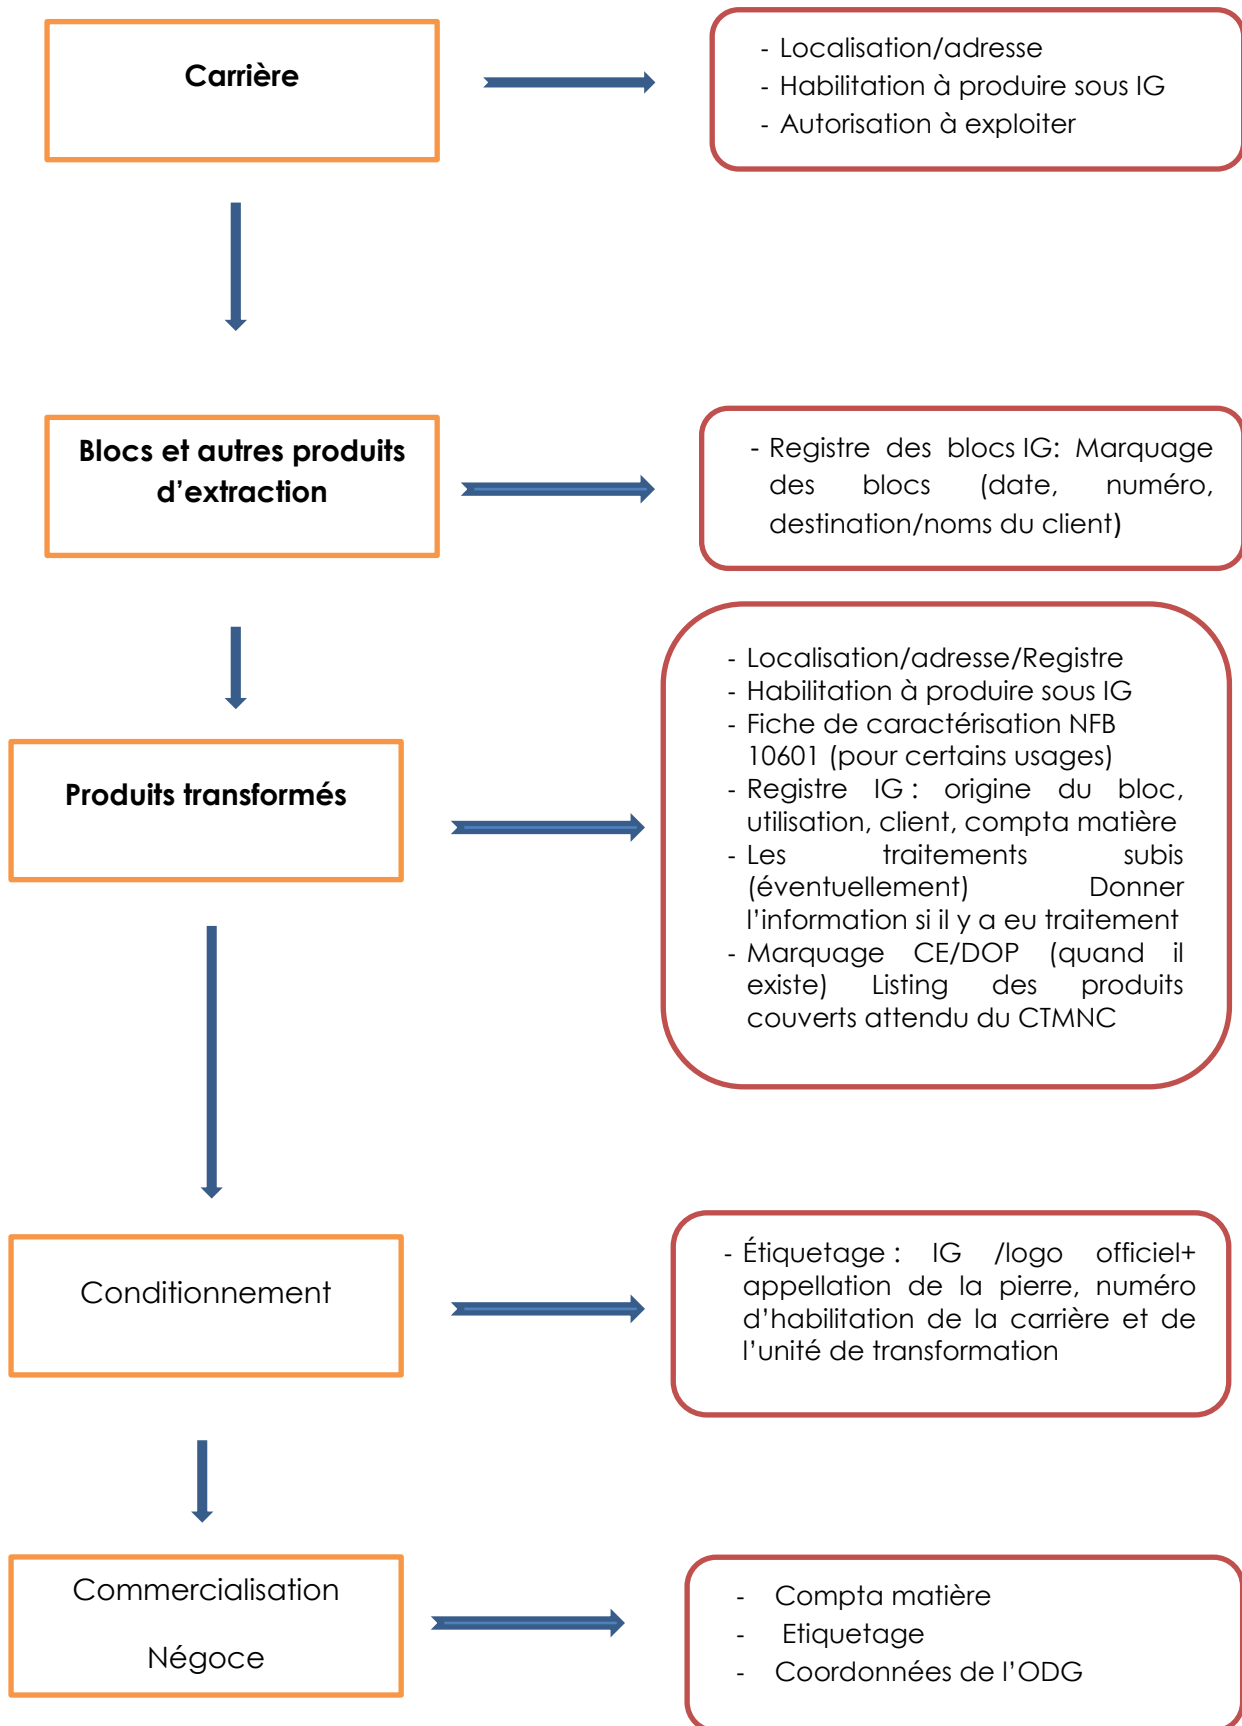 Carrière
- Localisation/adresse
- Habilitation à produire sous IG
- Autorisation à exploiter
Blocs et autres produits
d’extraction
- Registre des blocs IG: Marquage
des blocs (date, numéro,
destination/noms du client)
Produits transformés
- Localisation/adresse/Registre
- Habilitation à produire sous IG
- Fiche de caractérisation NFB
10601 (pour certains usages)
- Registre IG : origine du bloc,
utilisation, client, compta matière
- Les traitements subis
(éventuellement) Donner
l’information si il y a eu traitement
- Marquage CE/DOP (quand il
existe) Listing des produits
couverts attendu du CTMNC
Conditionnement
- Étiquetage : IG /logo officiel+
appellation de la pierre, numéro
d’habilitation de la carrière et de
l’unité de transformation
Commercialisation
Négoce
- Compta matière
- Etiquetage
- Coordonnées de l’ODG